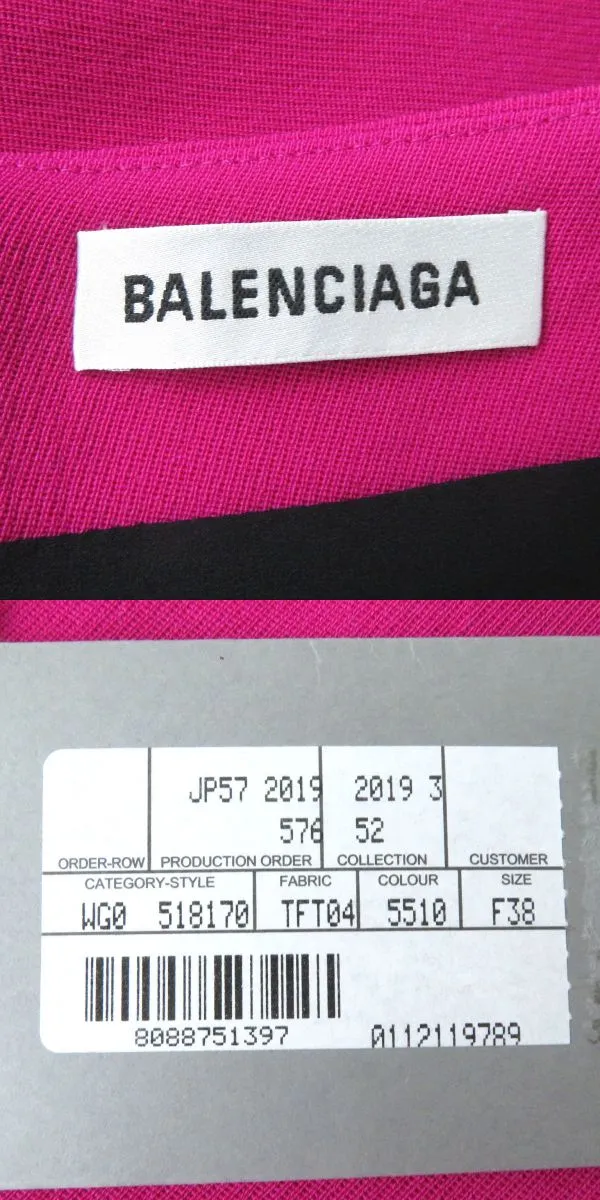 BALENCIAGA
JP57 2019 2019 3
576 52
ORDER-ROW PRODUCTION ORDER COLLECTION CUSTOMER
CATEGORY-STYLE FABRIC COLOUR SIZE
WG0 518170 TFT04 5510 F38
8088751397 0112119789